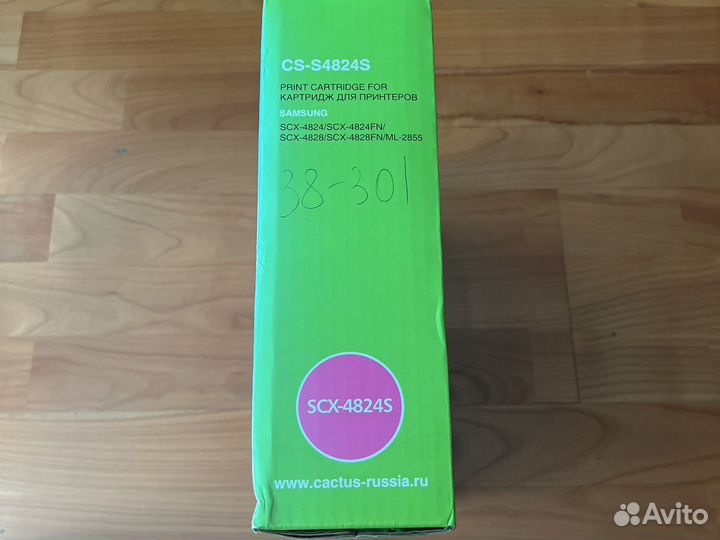 CS-S4824S
PRINT CARTRIDGE FOR
КАРТРИДЖ ДЛЯ ПРИНТЕРОВ
SAMSUNG
SCX-4824/SCX-4824FN/
SCX-4828/SCX-4828FN/ML-2855
38-301
SCX-4824S
www.cactus-russia.ru
Avito